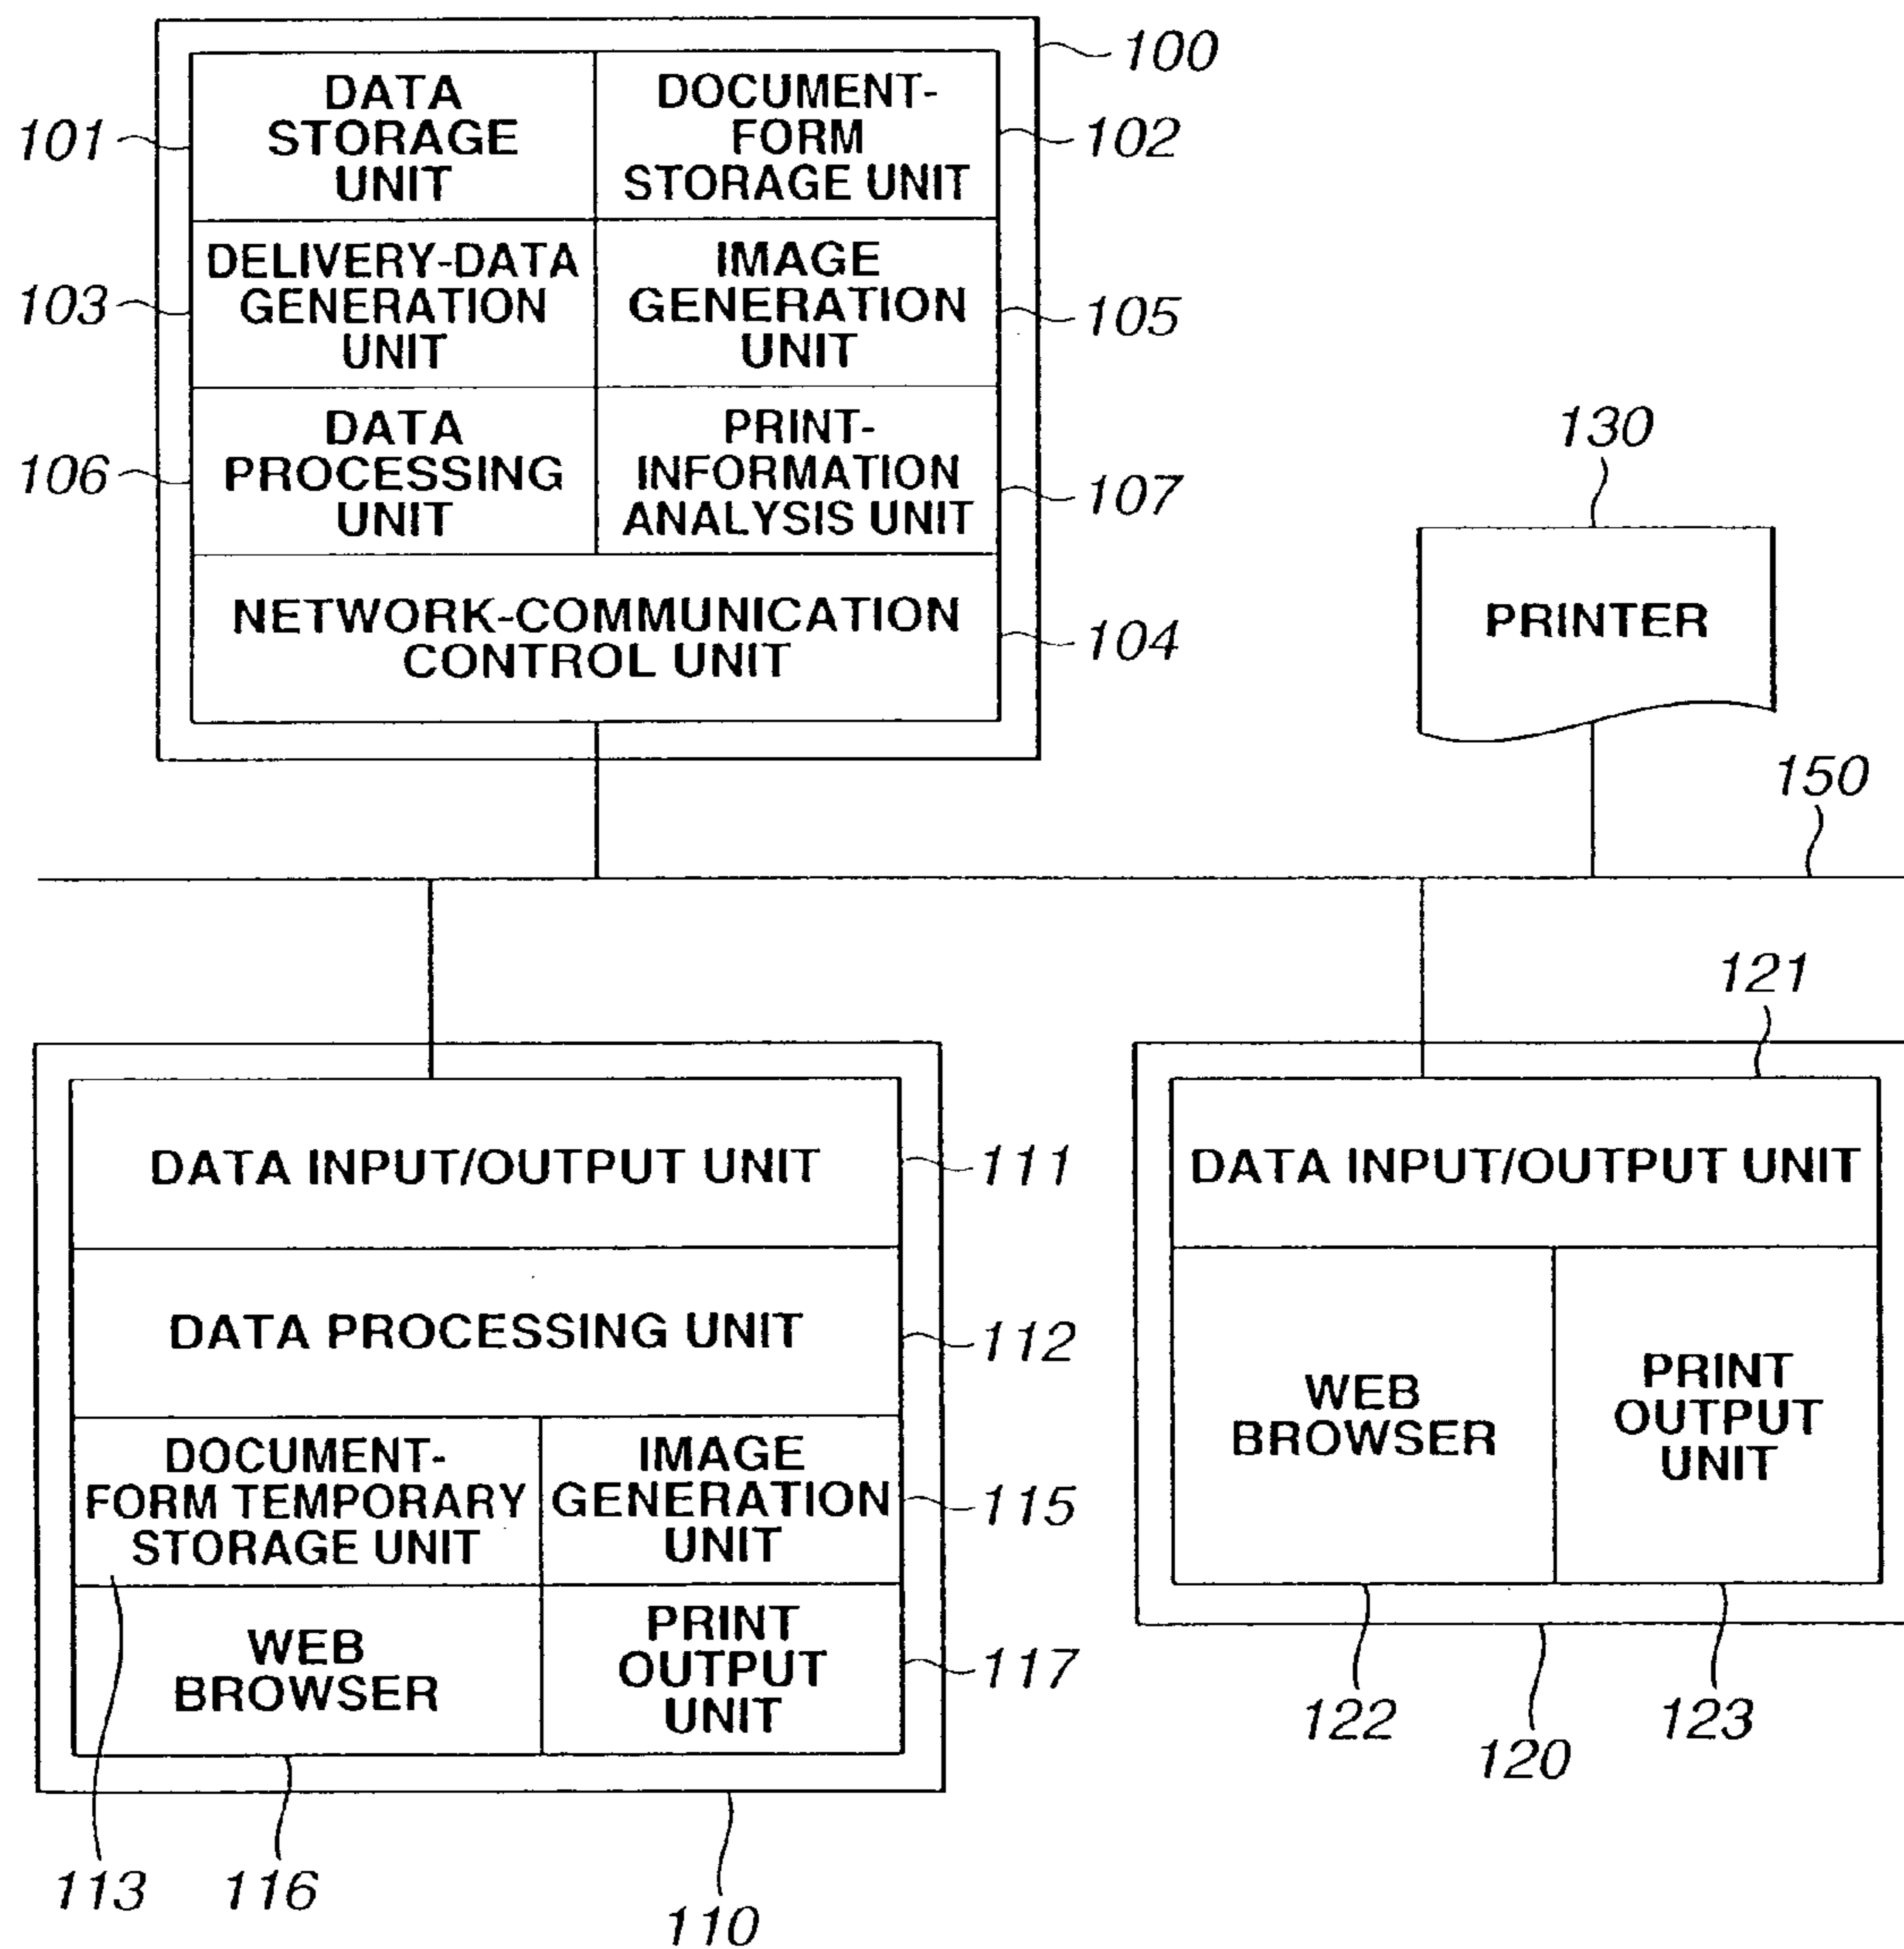 100
DATA
STORAGE
UNIT
101
DOCUMENT-
FORM
STORAGE UNIT
102
DELIVERY-DATA
GENERATION
UNIT
103
IMAGE
GENERATION
UNIT
105
DATA
PROCESSING
UNIT
106
PRINT-
INFORMATION
ANALYSIS UNIT
107
NETWORK-COMMUNICATION
CONTROL UNIT
104
130
PRINTER
150
DATA INPUT/OUTPUT UNIT
111
DATA PROCESSING UNIT
112
DOCUMENT-
FORM TEMPORARY
STORAGE UNIT
IMAGE
GENERATION
UNIT
115
WEB
BROWSER
PRINT
OUTPUT
UNIT
117
113
116
110
121
DATA INPUT/OUTPUT UNIT
WEB
BROWSER
PRINT
OUTPUT
UNIT
122
123
120